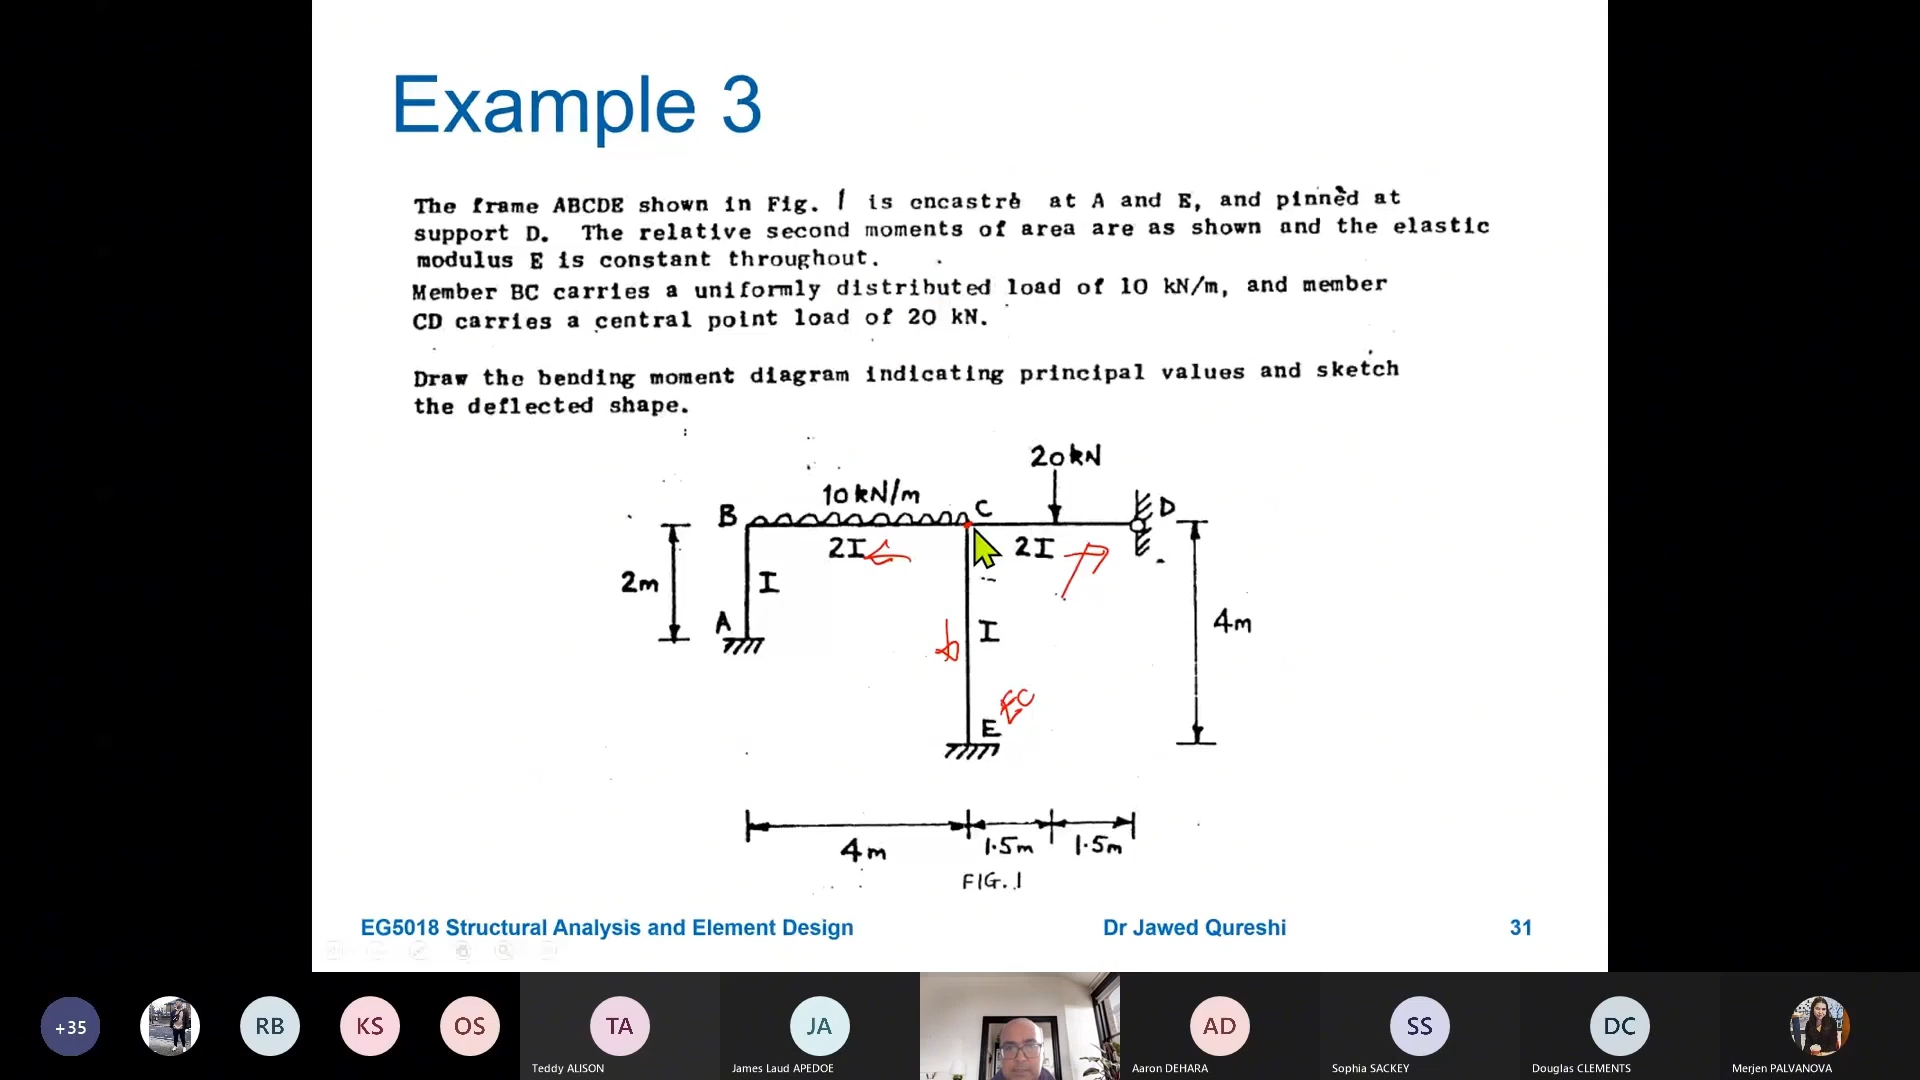 Example 3
The frame ABCDE shown in Fig. 1 is encastrè at A and E, and pinnèd at
support D. The relative second moments of area are as shown and the elastic
modulus E is constant throughout.
Member BC carries a uniformly distributed load of 10 kN/m, and member
CD carries a central point load of 20 kN.
Draw the bending moment diagram indicating principal values and sketch
the deflected shape.
20kN
10 kN/m
B
C
D
2I
2I
2m
I
A
I
4m
EC
E
4m
1.5m
1.5m
FIG. 1
EG5018 Structural Analysis and Element Design
Dr Jawed Qureshi
31
+35
RB
KS
OS
TA
JA
AD
SS
DC
Teddy ALISON
James Laud APEDOE
Aaron DEHARA
Sophia SACKEY
Douglas CLEMENTS
Merjen PALVANOVA